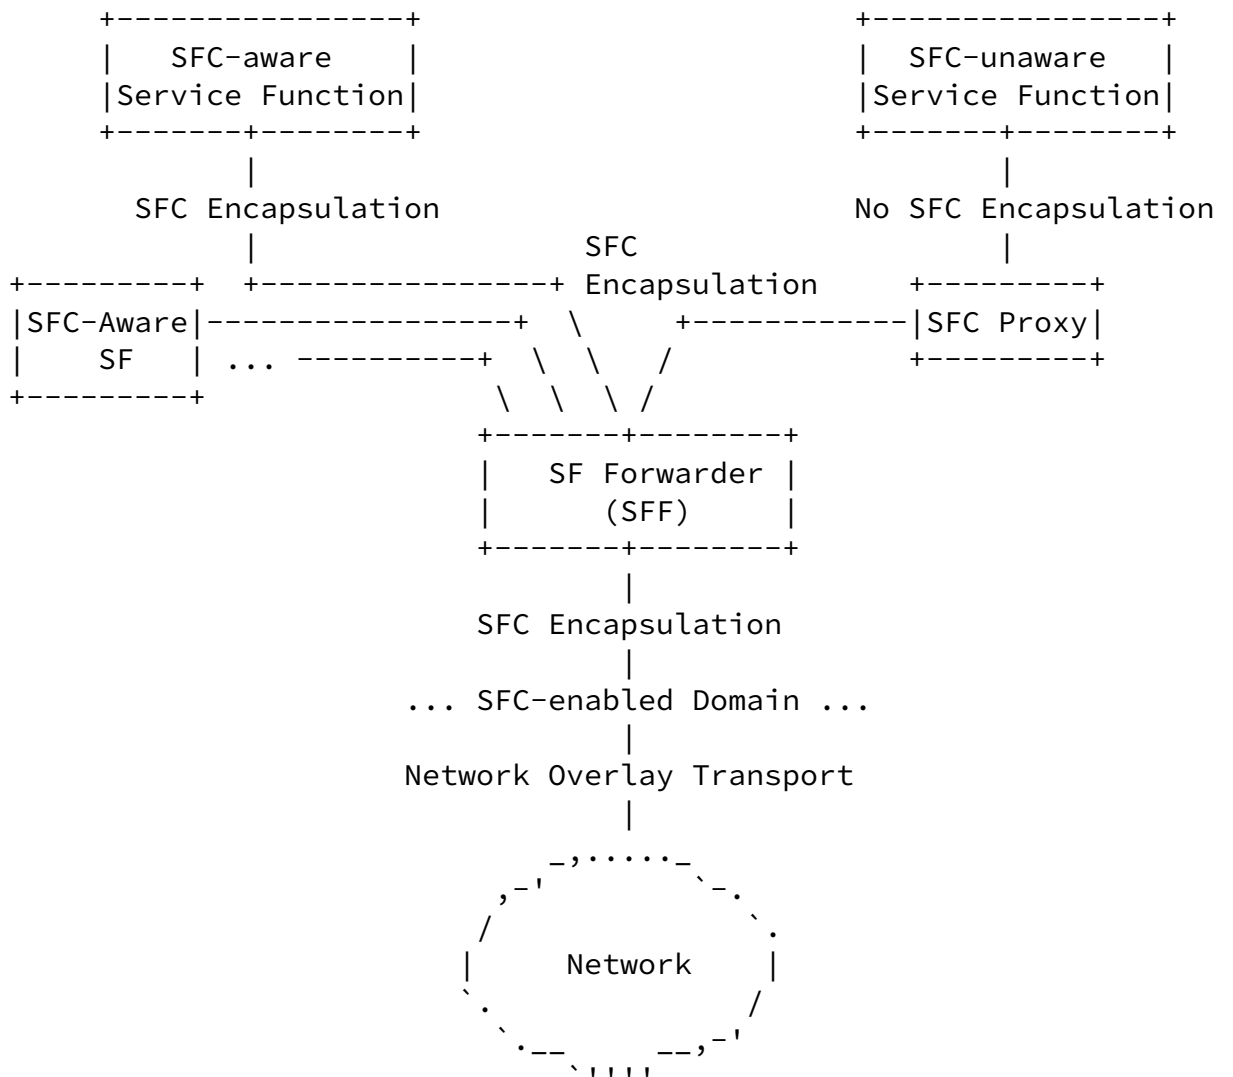 SFC-aware
Service Function
SFC-unaware
Service Function
SFC Encapsulation
No SFC Encapsulation
SFC
Encapsulation
SFC-Aware
SF
...
SFC Proxy
SF Forwarder
(SFF)
SFC Encapsulation
... SFC-enabled Domain ...
Network Overlay Transport
Network